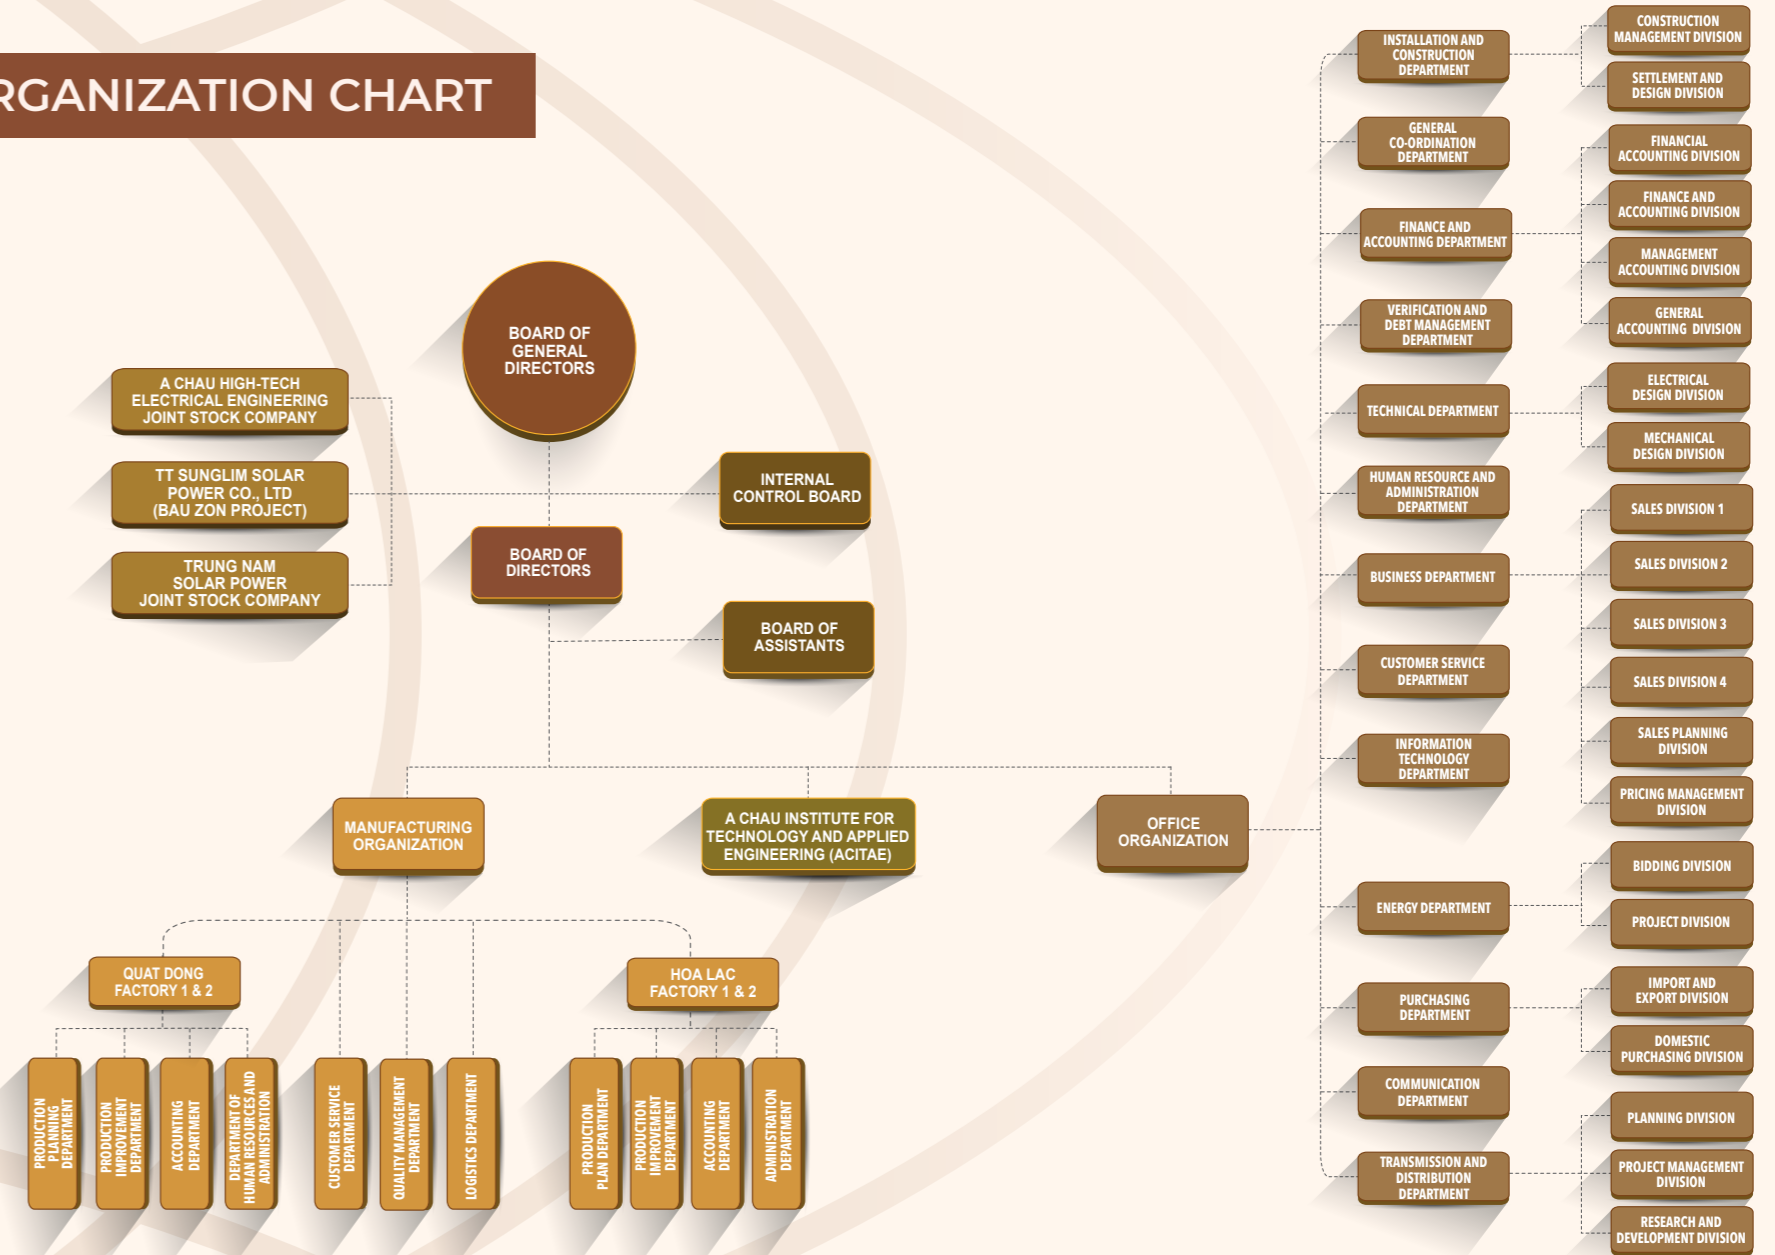 RGANIZATION CHART
BOARD OF
GENERAL
DIRECTORS
A CHAU HIGH-TECH
ELECTRICAL ENGINEERING
JOINT STOCK COMPANY
TT SUNGLIM SOLAR
POWER CO., LTD
(BAU ZON PROJECT)
TRUNG NAM
SOLAR POWER
JOINT STOCK COMPANY
INTERNAL
CONTROL BOARD
BOARD OF
DIRECTORS
BOARD OF
ASSISTANTS
MANUFACTURING
ORGANIZATION
A CHAU INSTITUTE FOR
TECHNOLOGY AND APPLIED
ENGINEERING (ACITAE)
OFFICE
ORGANIZATION
QUAT DONG
FACTORY 1 & 2
HOA LAC
FACTORY 1 & 2
PRODUCTION
PLANNING
DEPARTMENT
PRODUCTION
IMPROVEMENT
DEPARTMENT
ACCOUNTING
DEPARTMENT
DEPARTMENT OF
HUMAN RESOURCES AND
ADMINISTRATION
CUSTOMER SERVICE
DEPARTMENT
QUALITY MANAGEMENT
DEPARTMENT
LOGISTICS DEPARTMENT
PRODUCTION
PLAN DEPARTMENT
PRODUCTION
IMPROVEMENT
DEPARTMENT
ACCOUNTING
DEPARTMENT
ADMINISTRATION
DEPARTMENT
INSTALLATION AND
CONSTRUCTION
DEPARTMENT
CONSTRUCTION
MANAGEMENT DIVISION
SETTLEMENT AND
DESIGN DIVISION
GENERAL
CO-ORDINATION
DEPARTMENT
FINANCE AND
ACCOUNTING DEPARTMENT
FINANCIAL
ACCOUNTING DIVISION
FINANCE AND
ACCOUNTING DIVISION
MANAGEMENT
ACCOUNTING DIVISION
GENERAL
ACCOUNTING DIVISION
VERIFICATION AND
DEBT MANAGEMENT
DEPARTMENT
TECHNICAL DEPARTMENT
ELECTRICAL
DESIGN DIVISION
MECHANICAL
DESIGN DIVISION
HUMAN RESOURCE AND
ADMINISTRATION
DEPARTMENT
BUSINESS DEPARTMENT
SALES DIVISION 1
SALES DIVISION 2
SALES DIVISION 3
SALES DIVISION 4
SALES PLANNING
DIVISION
PRICING MANAGEMENT
DIVISION
CUSTOMER SERVICE
DEPARTMENT
INFORMATION
TECHNOLOGY
DEPARTMENT
ENERGY DEPARTMENT
BIDDING DIVISION
PROJECT DIVISION
PURCHASING
DEPARTMENT
IMPORT AND
EXPORT DIVISION
DOMESTIC
PURCHASING DIVISION
COMMUNICATION
DEPARTMENT
TRANSMISSION AND
DISTRIBUTION
DEPARTMENT
PLANNING DIVISION
PROJECT MANAGEMENT
DIVISION
RESEARCH AND
DEVELOPMENT DIVISION